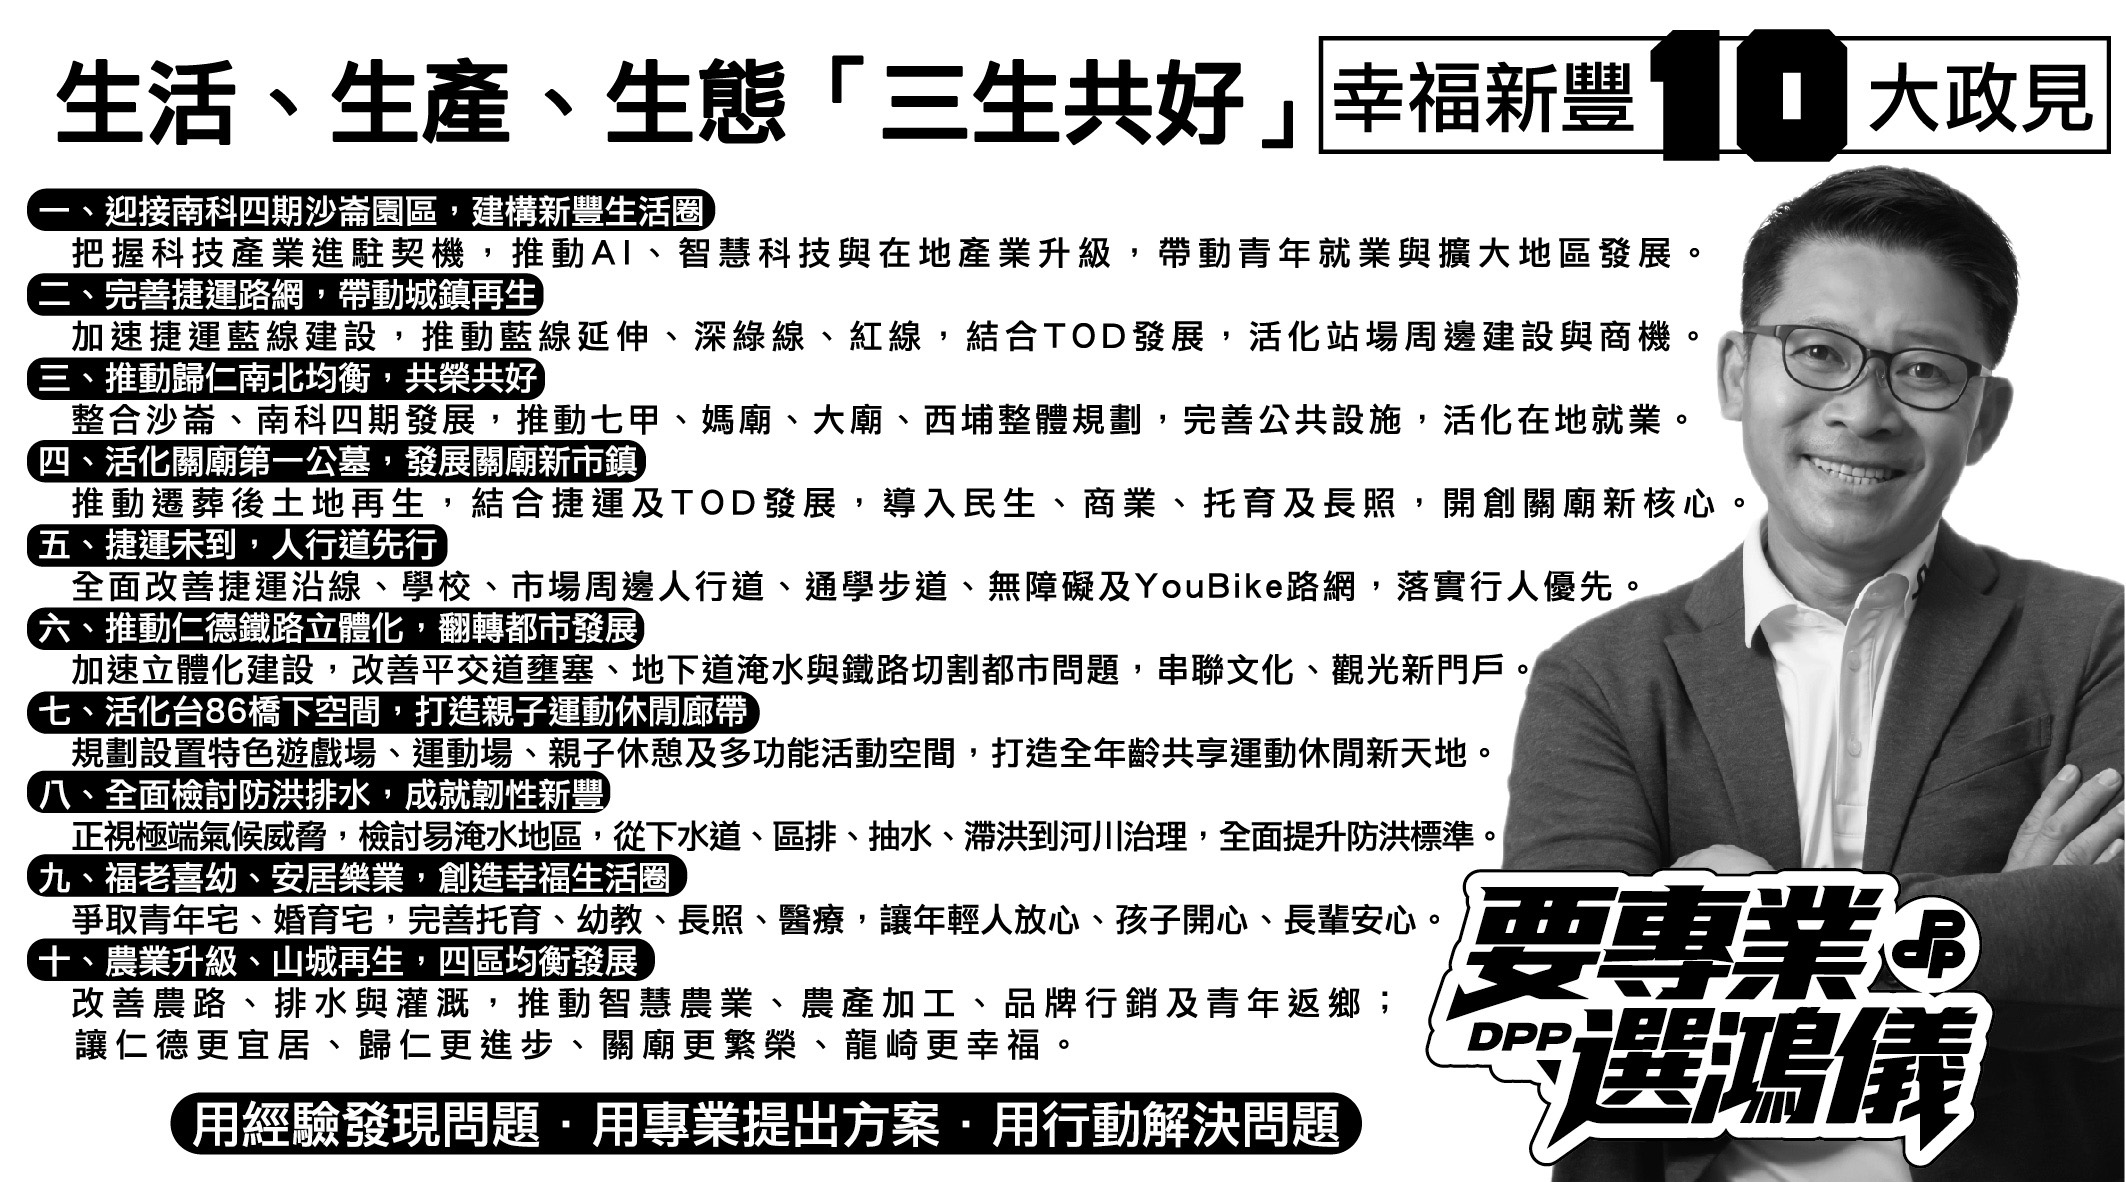 生活、生產、生態「三生共好」幸福新豐10大政見
一、迎接南科四期沙崙園區，建構新豐生活圈
把握科技產業進駐契機，推動AI、智慧科技與在地產業升級，帶動青年就業與擴大地區發展。
二、完善捷運路網，帶動城鎮再生
加速捷運藍線建設，推動藍線延伸、深綠線、紅線，結合TOD發展，活化站場周邊建設與商機。
三、推動歸仁南北均衡，共榮共好
整合沙崙、南科四期發展，推動七甲、媽廟、大廟、西埔整體規劃，完善公共設施，活化在地就業。
四、活化關廟第一公墓，發展關廟新市鎮
推動遷葬後土地再生，結合捷運及TOD發展，導入民生、商業、托育及長照，開創關廟新核心。
五、捷運未到，人行道先行
全面改善捷運沿線、學校、市場周邊人行道、通學步道、無障礙及YouBike路網，落實行人優先。
六、推動仁德鐵路立體化，翻轉都市發展
加速立體化建設，改善平交道壅塞、地下道淹水與鐵路切割都市問題，串聯文化、觀光新門戶。
七、活化台86橋下空間，打造親子運動休閒廊帶
規劃設置特色遊戲場、運動場、親子休憩及多功能活動空間，打造全年齡共享運動休閒新天地。
八、全面檢討防洪排水，成就韌性新豐
正視極端氣候威脅，檢討易淹水地區，從下水道、區排、抽水、滯洪到河川治理，全面提升防洪標準。
九、福老喜幼、安居樂業，創造幸福生活圈
爭取青年宅、婚育宅，完善托育、幼教、長照、醫療，讓年輕人放心、孩子開心、長輩安心。
十、農業升級、山城再生，四區均衡發展
改善農路、排水與灌溉，推動智慧農業、農產加工、品牌行銷及青年返鄉；
讓仁德更宜居、歸仁更進步、關廟更繁榮、龍崎更幸福。
用經驗發現問題．用專業提出方案．用行動解決問題
要專業 DPP
DPP選鴻儀